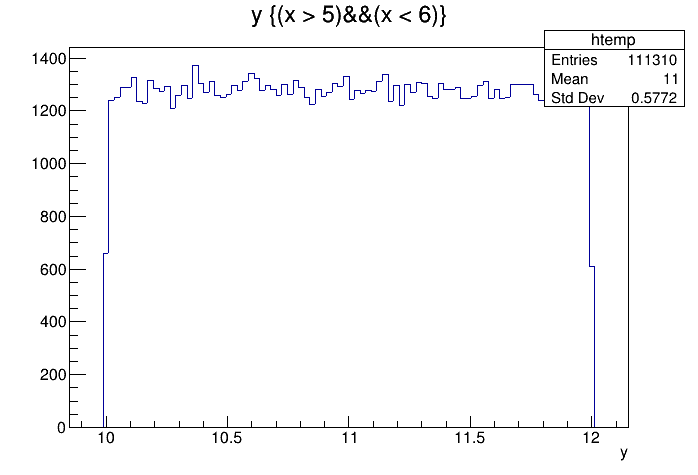 y {(x > 5)&&(x < 6)}
htemp
Entries 111310
Mean 11
Std Dev 0.5772
1400
1200
1000
800
600
400
200
0
10 10.5 11 11.5 12
y